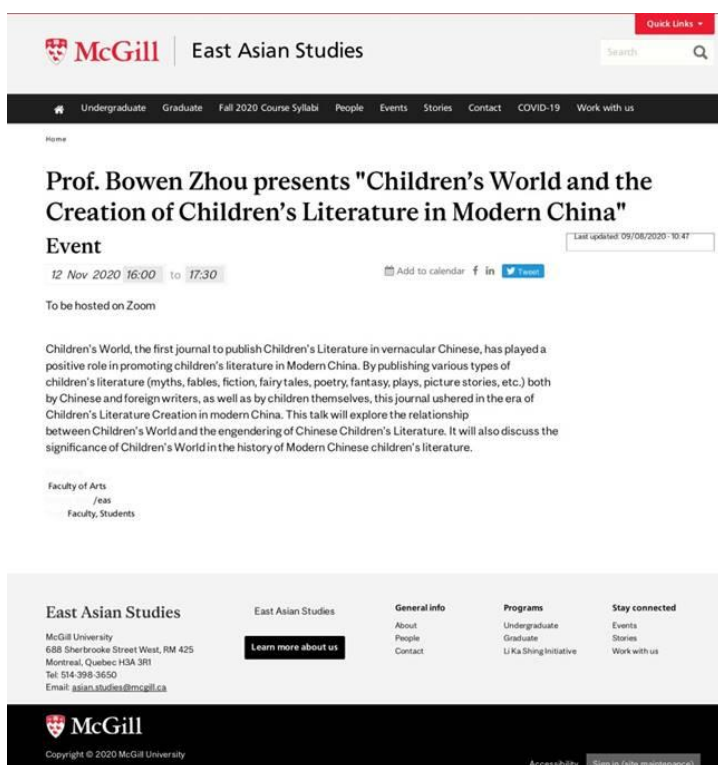 Quick Links
McGill
East Asian Studies
Search
Undergraduate Graduate Fall 2020 Course Syllabi People Events Stories Contact COVID-19 Work with us
Home
Prof. Bowen Zhou presents "Children's World and the
Creation of Children's Literature in Modern China"
Event
Last updated: 09/08/2020 - 10:47
12 Nov 2020 16:00 to 17:30
Add to calendar f in Tweet
To be hosted on Zoom
Children's World, the first journal to publish Children's Literature in vernacular Chinese, has played a
positive role in promoting children's literature in Modern China. By publishing various types of
children's literature (myths, fables, fiction, fairy tales, poetry, fantasy, plays, picture stories, etc.) both
by Chinese and foreign writers, as well as by children themselves, this journal ushered in the era of
Children's Literature Creation in modern China. This talk will explore the relationship
between Children's World and the engendering of Chinese Children's Literature. It will also discuss the
significance of Children's World in the history of Modern Chinese children's literature.
Faculty of Arts
/eas
Faculty, Students
East Asian Studies
McGill University
688 Sherbrooke Street West, RM 425
Montreal, Quebec H3A 3R1
Tel: 514-398-3650
Email: asian.studies@mcgill.ca
East Asian Studies
Learn more about us
General info
About
People
Contact
Programs
Undergraduate
Graduate
Li Ka Shing Initiative
Stay connected
Events
Stories
Work with us
McGill
Copyright © 2020 McGill University
Accessibility Sign in (site maintenance)